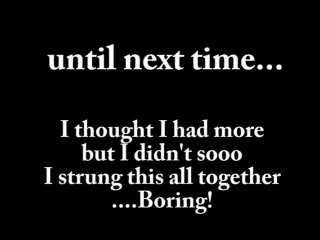 until next time...
I thought I had more
but I didn't sooo
I strung this all together
....Boring!